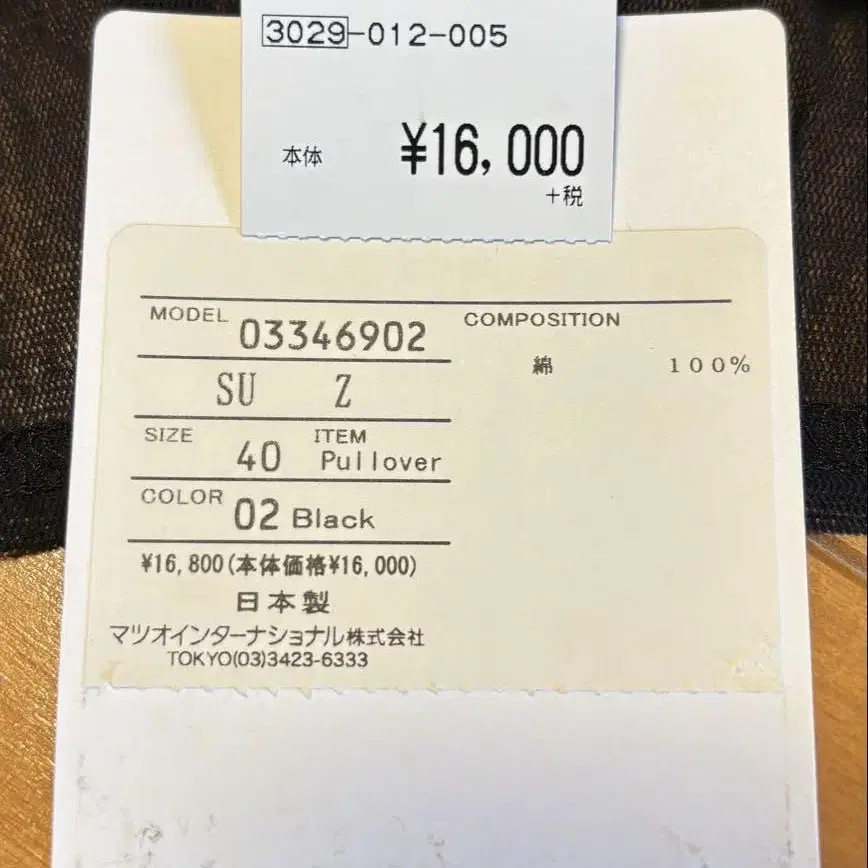 3029-012-005
本体 ¥16,000
+税
MODEL 03346902
SU Z
SIZE 40 ITEM Pullover
COLOR 02 Black
¥16,800(本体価格¥16,000)
日本製
マツオインターナショナル株式会社
TOKYO(03)3423-6333
COMPOSITION
綿 100%